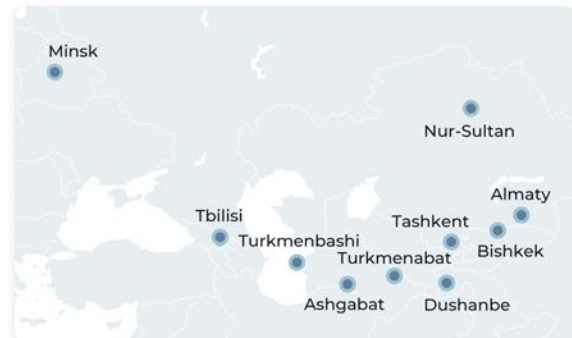 Minsk
Nur-Sultan
Almaty
Tbilisi
Tashkent
Turkmenbashi
Bishkek
Turkmenabat
Ashgabat
Dushanbe